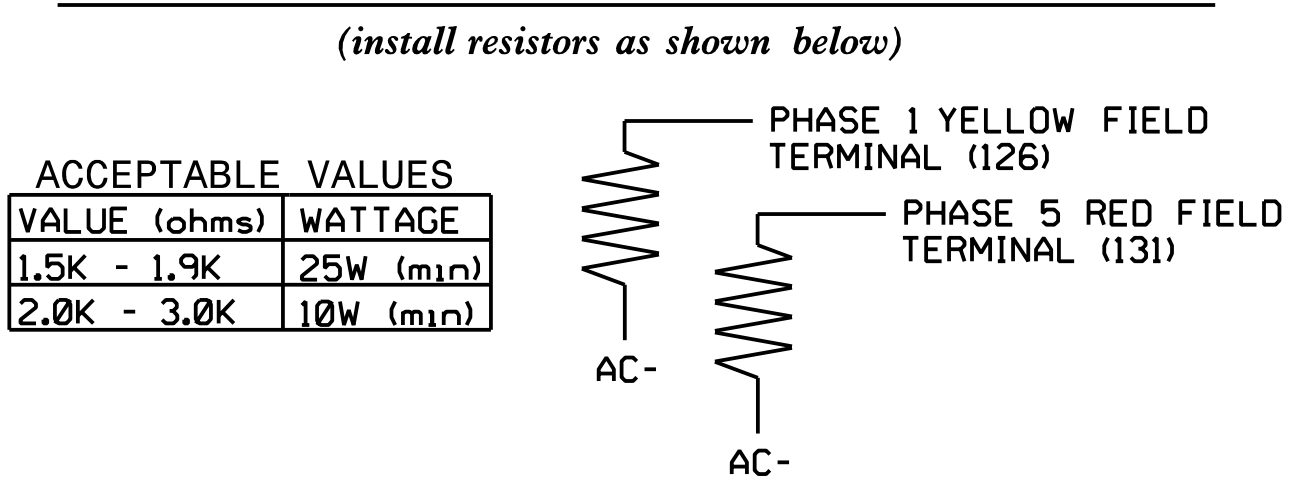 (install resistors as shown below)
ACCEPTABLE VALUES
VALUE (ohms) WATTAGE
1.5K - 1.9K 25W (min)
2.0K - 3.0K 10W (min)
PHASE 1 YELLOW FIELD
TERMINAL (126)
AC-
PHASE 5 RED FIELD
TERMINAL (131)
AC-